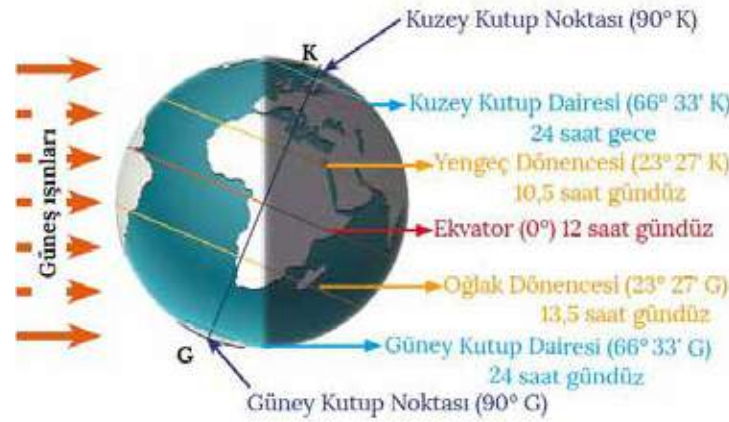 Kuzey Kutup Noktası (90° K)
K
Kuzey Kutup Dairesi (66° 33' K)
24 saat gece
Yengeç Dönencesi (23° 27' K)
10,5 saat gündüz
Güneş ışınları
Ekvator (0°) 12 saat gündüz
Oğlak Dönencesi (23° 27' G)
13,5 saat gündüz
Güney Kutup Dairesi (66° 33' G)
24 saat gündüz
G
Güney Kutup Noktası (90° G)